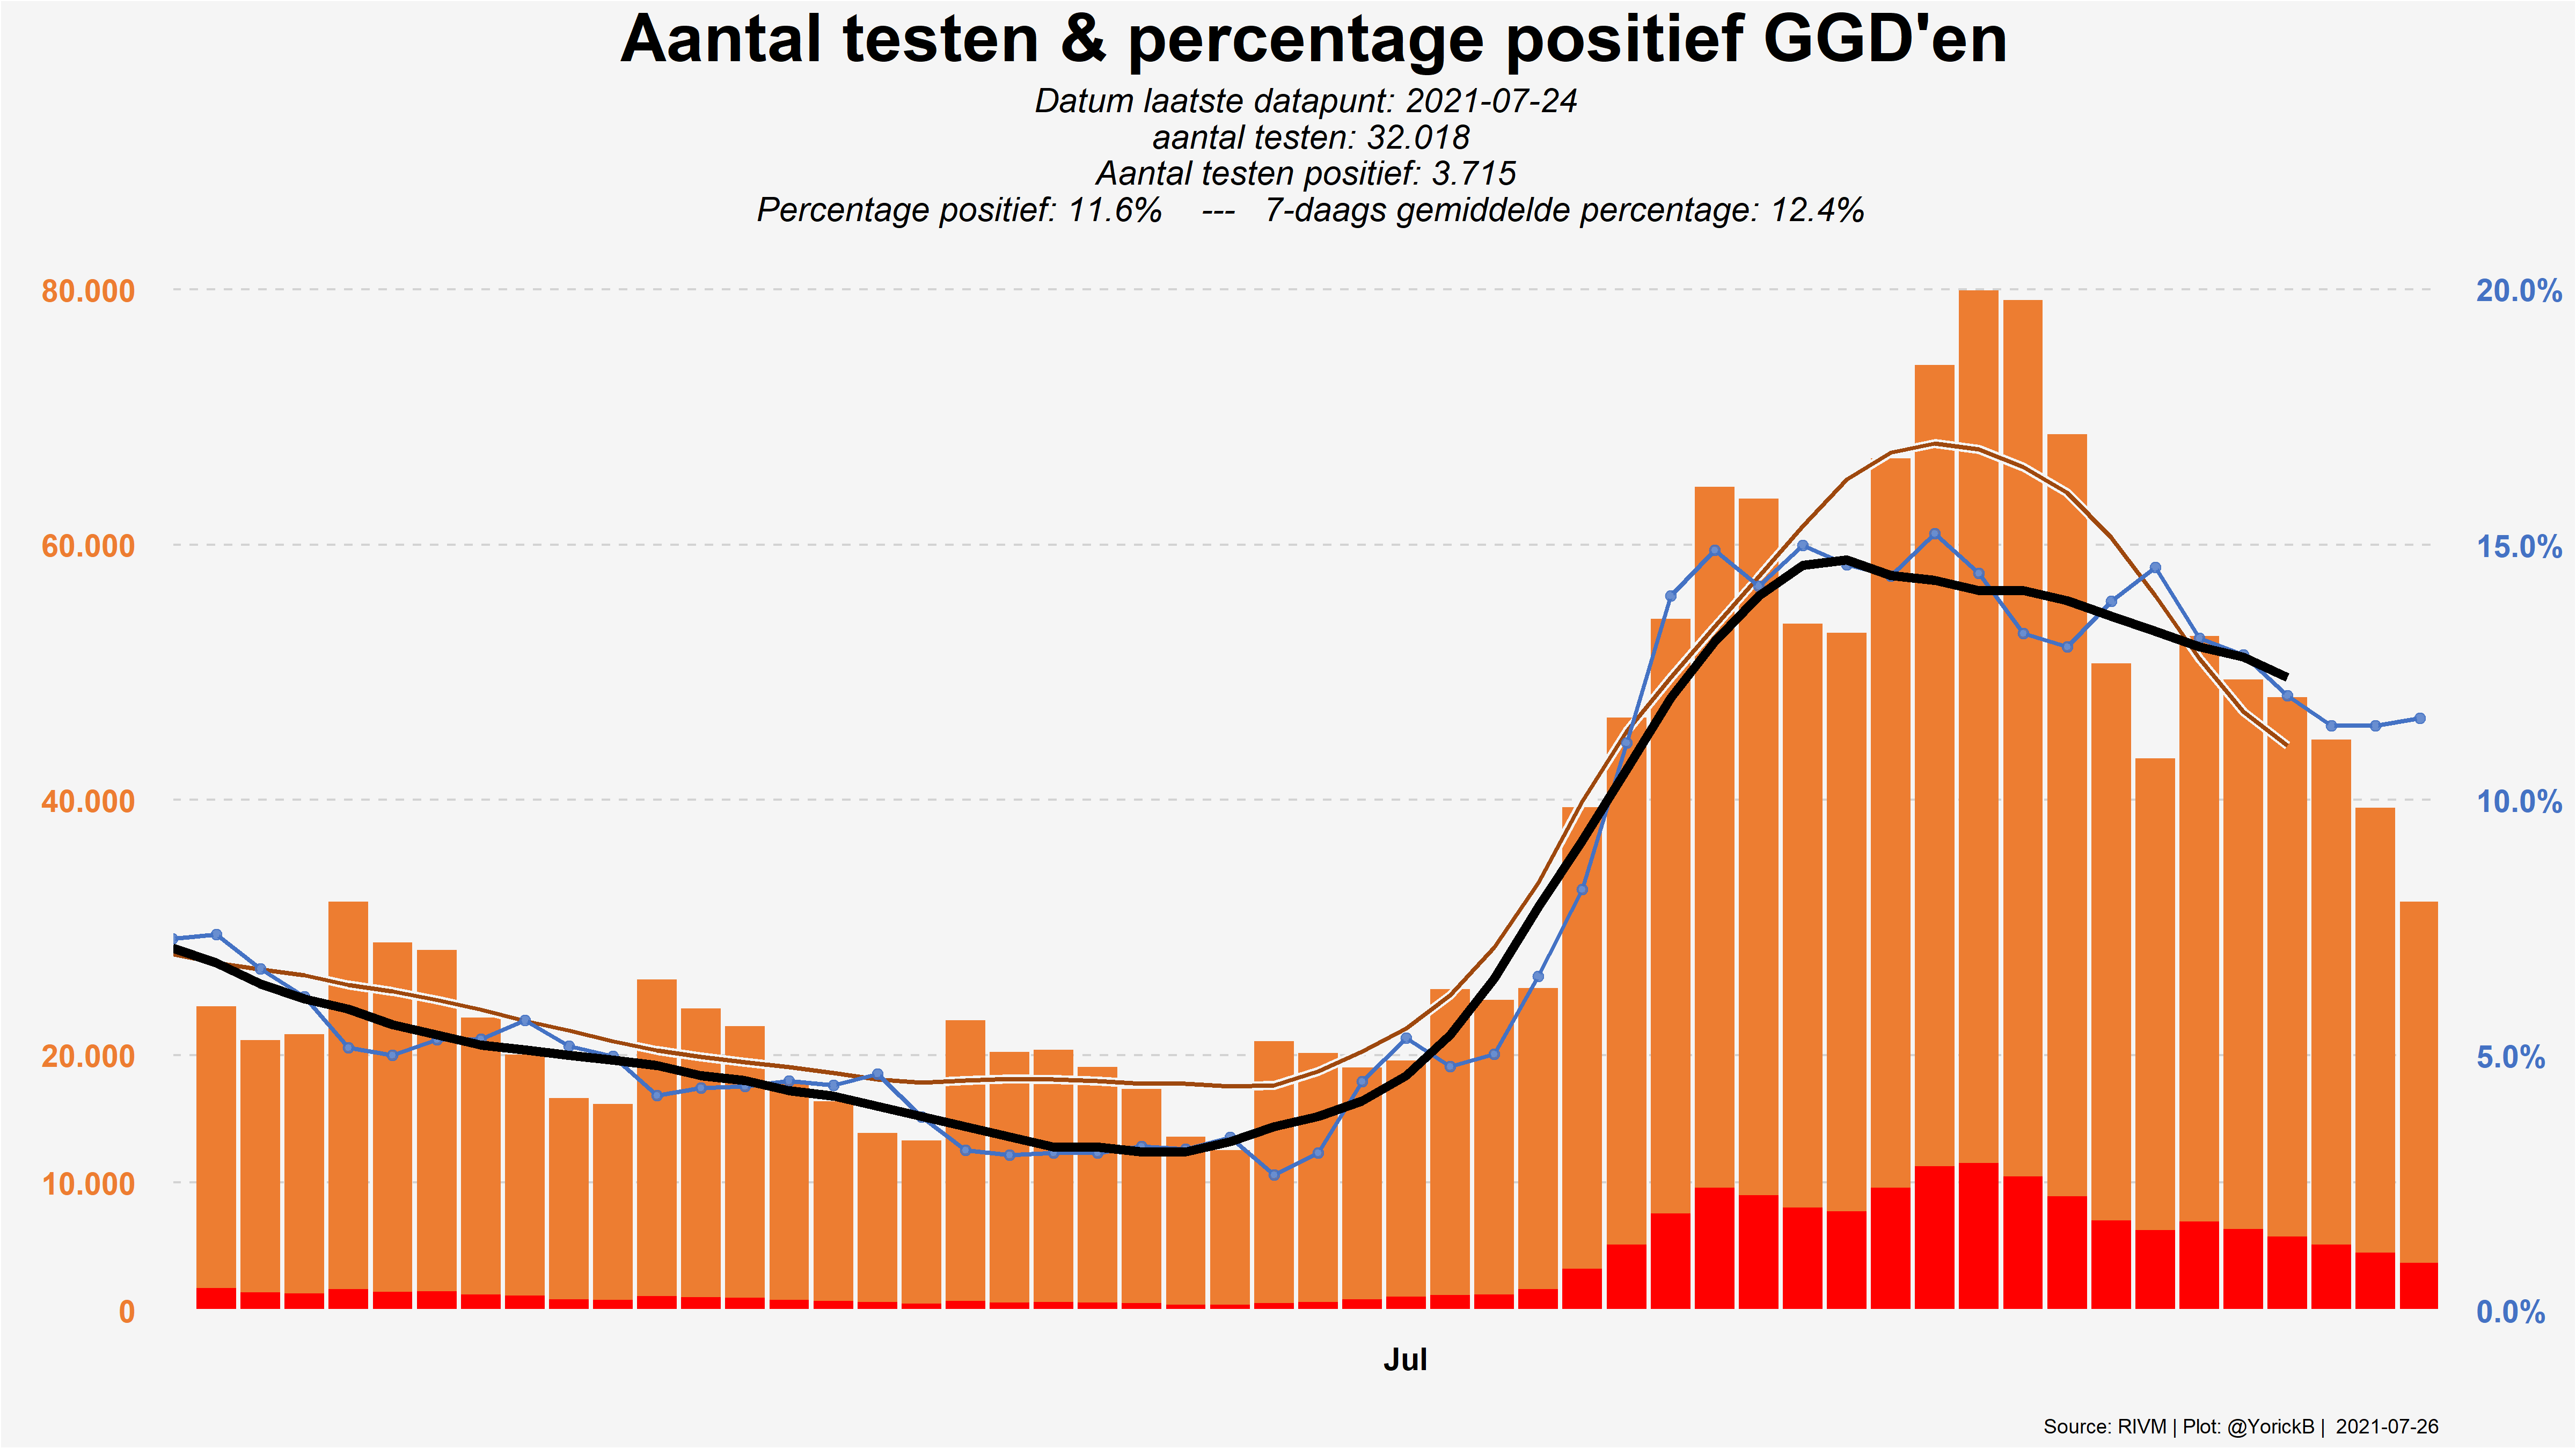 Aantal testen & percentage positief GGD'en
Datum laatste datapunt: 2021-07-24
aantal testen: 32.018
Aantal testen positief: 3.715
Percentage positief: 11.6% --- 7-daags gemiddelde percentage: 12.4%
80.000
20.0%
60.000
15.0%
40.000
10.0%
20.000
5.0%
10.000
0
0.0%
Jul
Source: RIVM | Plot: @YorickB | 2021-07-26